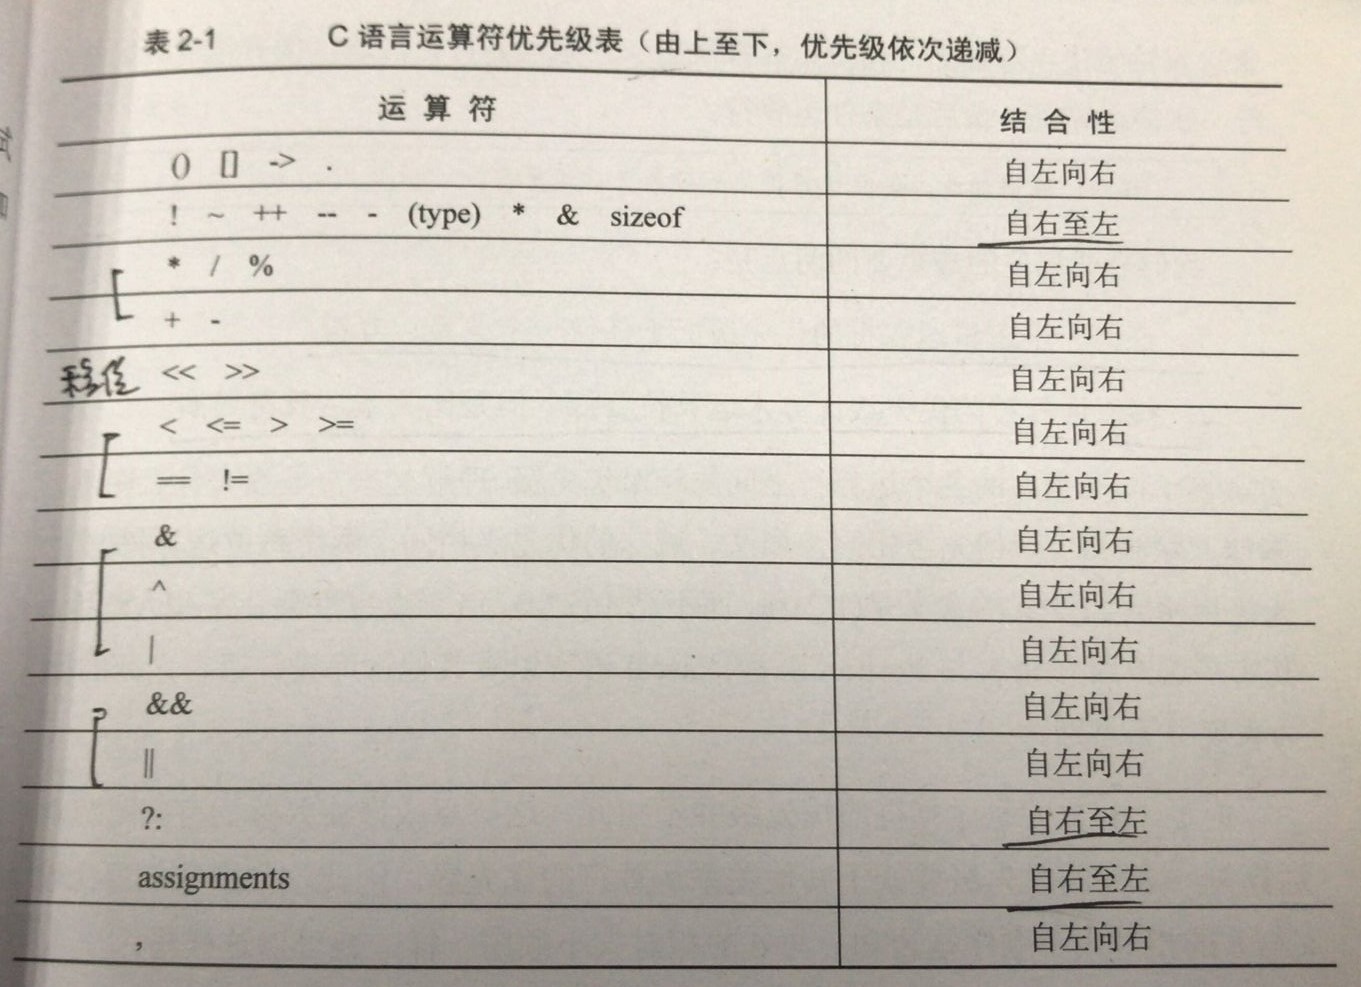 表 2-1 C 语言运算符优先级表（由上至下，优先级依次递减）
运 算 符 结 合 性
() [] -> . 自左向右
! ~ ++ -- - (type) * & sizeof 自右至左
* / % 自左向右
+ - 自左向右
移位 << >> 自左向右
< <= > >= 自左向右
== != 自左向右
& 自左向右
^ 自左向右
| 自左向右
&& 自左向右
|| 自左向右
?: 自右至左
assignments 自右至左
, 自左向右